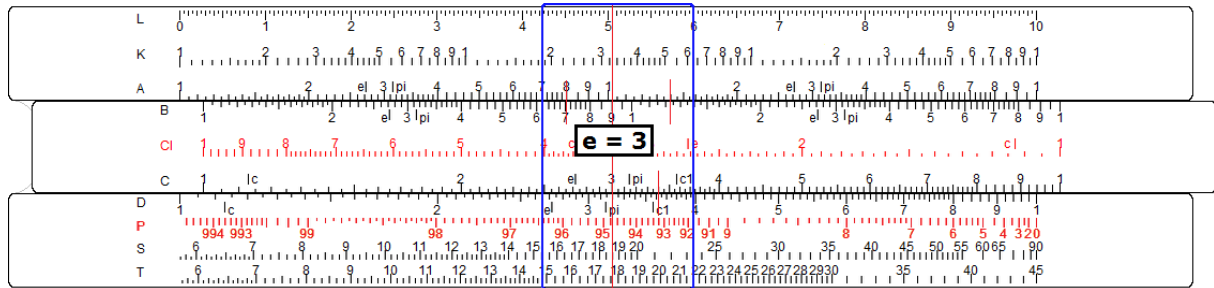 L 0 1 2 3 4 5 6 7 8 9 10
K 1 2 3 4 5 6 7 8 9 1 2 3 4 5 6 7 8 9 1 2 3 4 5 6 7 8 9 1
A 1 2 e 3 pi 4 5 6 7 8 9 1 2 e 3 pi 4 5 6 7 8 9 1
B 1 2 e 3 pi 4 5 6 7 8 9 1 2 e 3 pi 4 5 6 7 8 9 1
CI 1 9 8 7 6 5 4 c e 2 c 1
e = 3
C 1 c 2 e 3 pi c1 4 5 6 7 8 9 1
D 1 c 2 e 3 pi c1 4 5 6 7 8 9 1
P 994 993 99 98 97 96 95 94 93 92 91 9 8 7 6 5 4 3 2 0
S 6 7 8 9 10 11 12 13 14 15 16 17 18 19 20 25 30 35 40 45 50 55 60 65 90
T 6 7 8 9 10 11 12 13 14 15 16 17 18 19 20 21 22 23 24 25 26 27 28 29 30 35 40 45